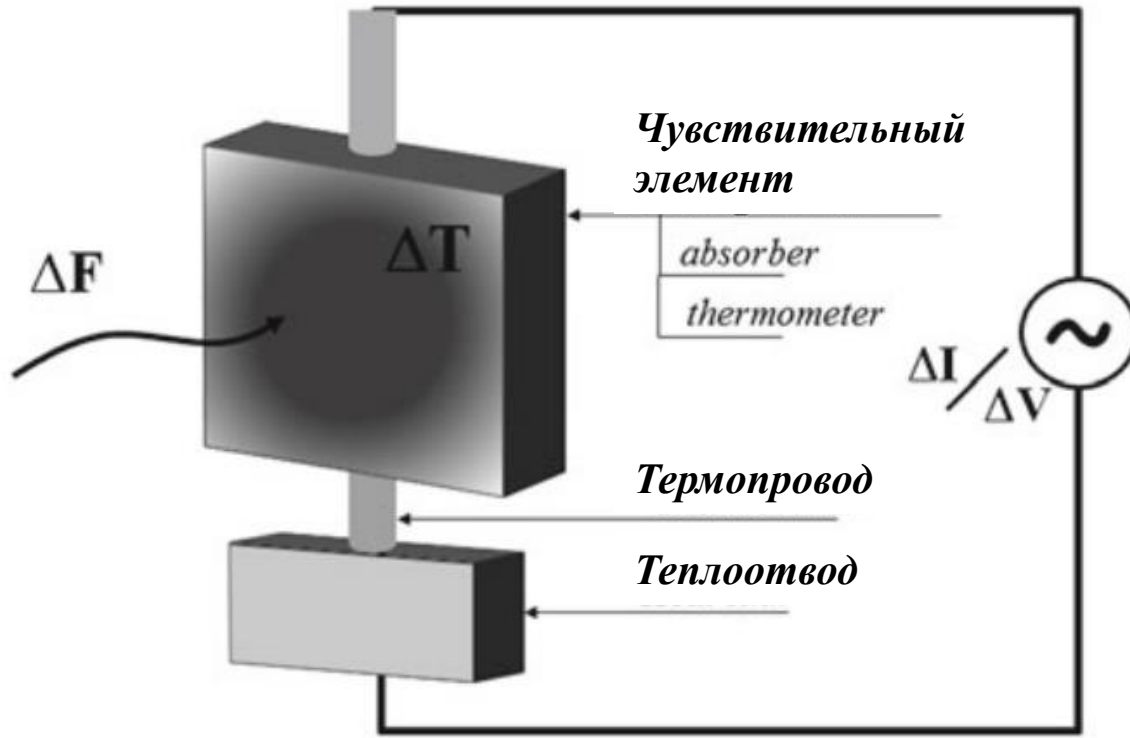 Чувствительный
элемент
ΔT
absorber
ΔF
thermometer
ΔI
ΔV
Термопровод
Теплоотвод